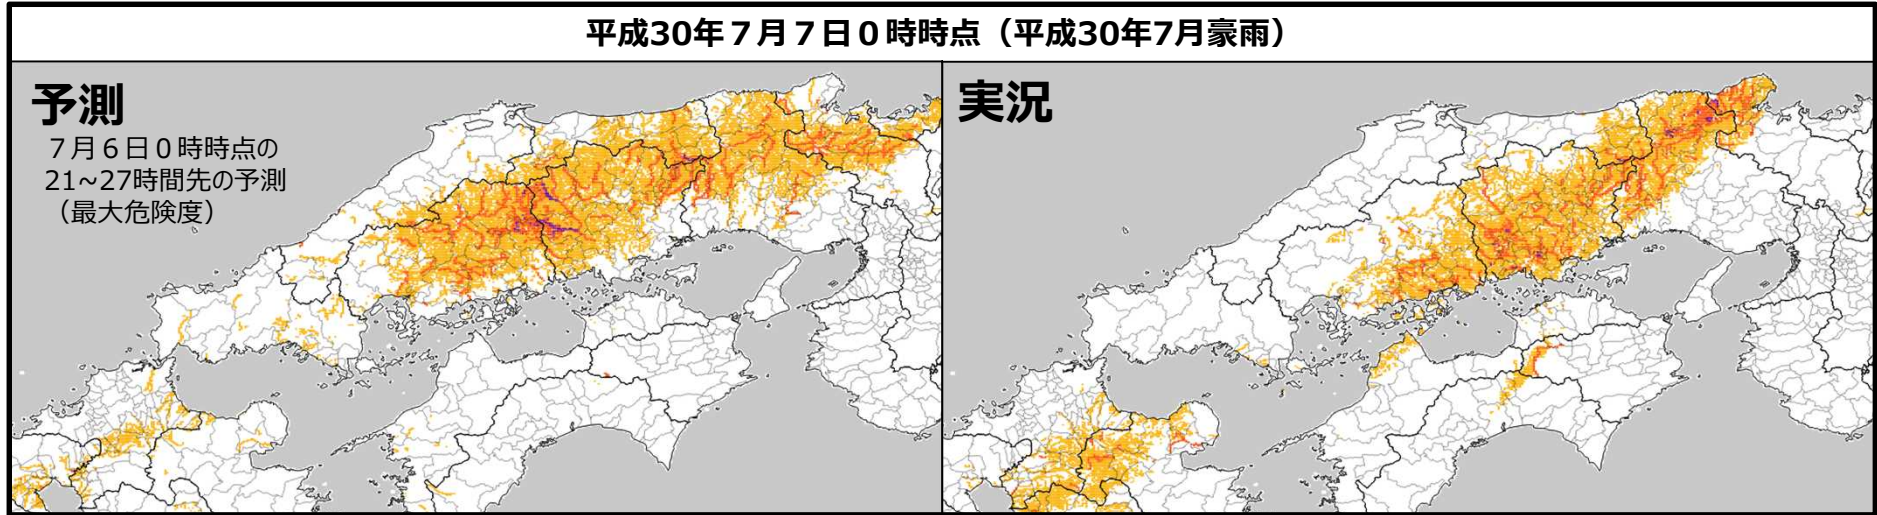 平成30年７月７日０時時点（平成30年7月豪雨）
予測
７月６日０時時点の
21~27時間先の予測
（最大危険度）
実況